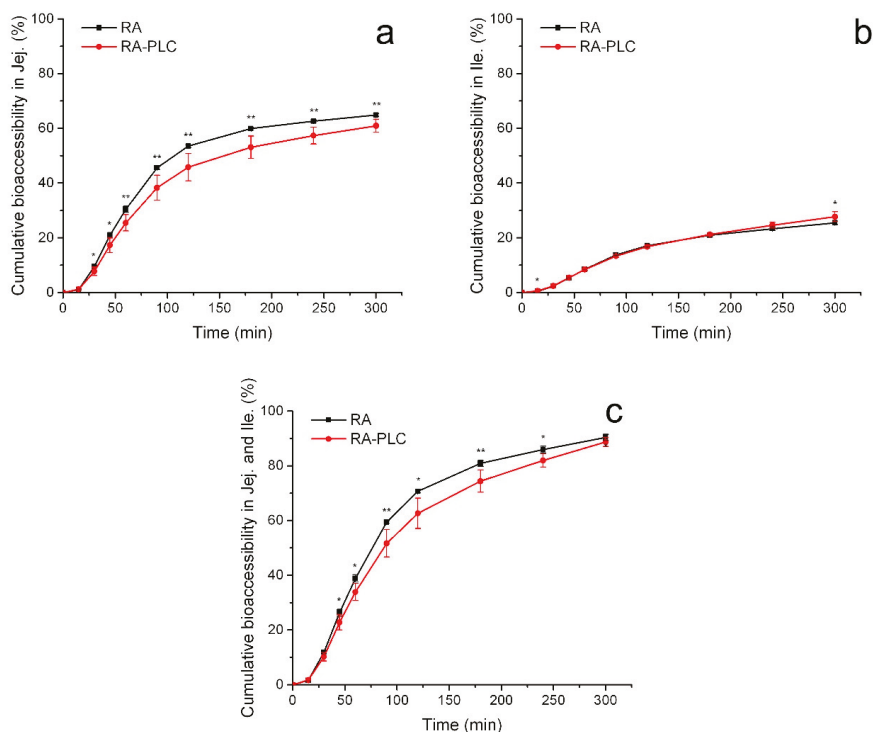 a
RA
RA-PLC
Cumulative bioaccessibility in Jej. (%)
100
80
60
40
20
0
* * ** ** ** ** ** **
0 50 100 150 200 250 300
Time (min)
b
RA
RA-PLC
Cumulative bioaccessibility in Ile. (%)
100
80
60
40
20
0
* *
0 50 100 150 200 250 300
Time (min)
c
RA
RA-PLC
Cumulative bioaccessibility in Jej. and Ile. (%)
100
80
60
40
20
0
* * ** * ** *
0 50 100 150 200 250 300
Time (min)